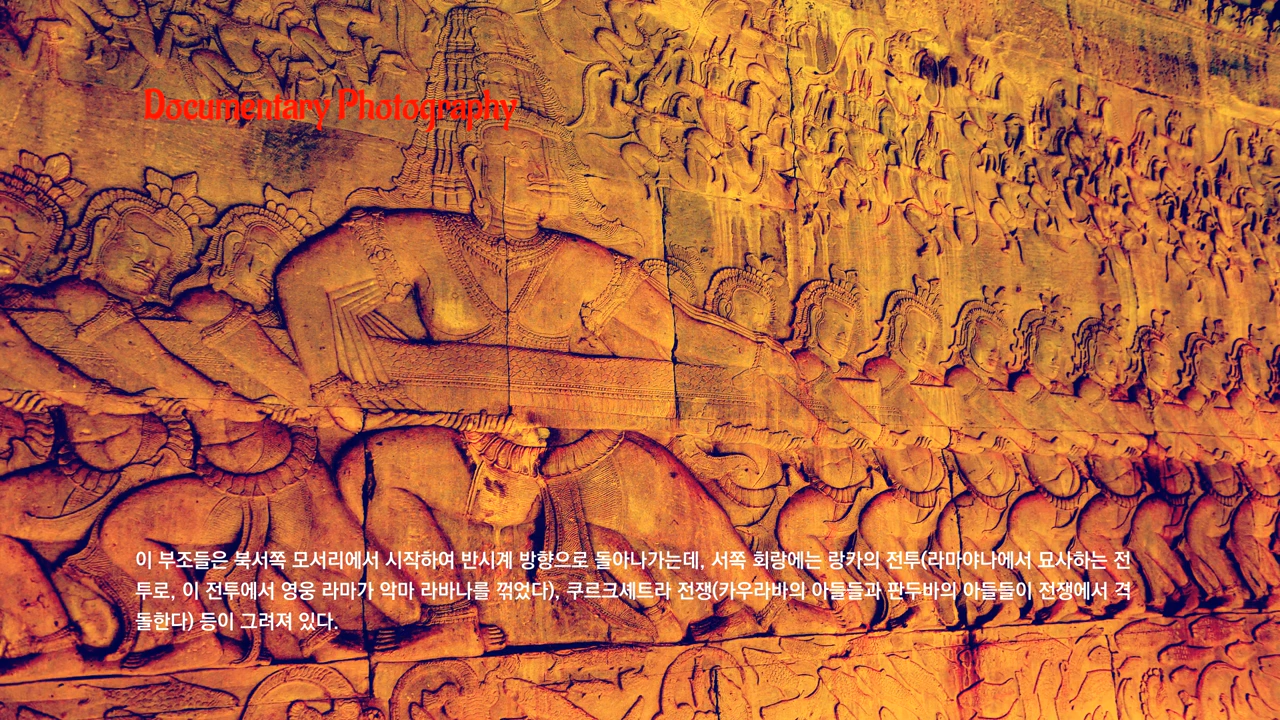 Documentary Photography
이 부조들은 북서쪽 모서리에서 시작하여 반시계 방향으로 돌아나가는데, 서쪽 회랑에는 랑카의 전투(라마야나에서 묘사하는 전
투로, 이 전투에서 영웅 라마가 악마 라바나를 꺾었다), 쿠르크셰트라 전쟁(카우라바의 아들들과 판두바의 아들들이 전쟁에서 격
돌한다) 등이 그려져 있다.